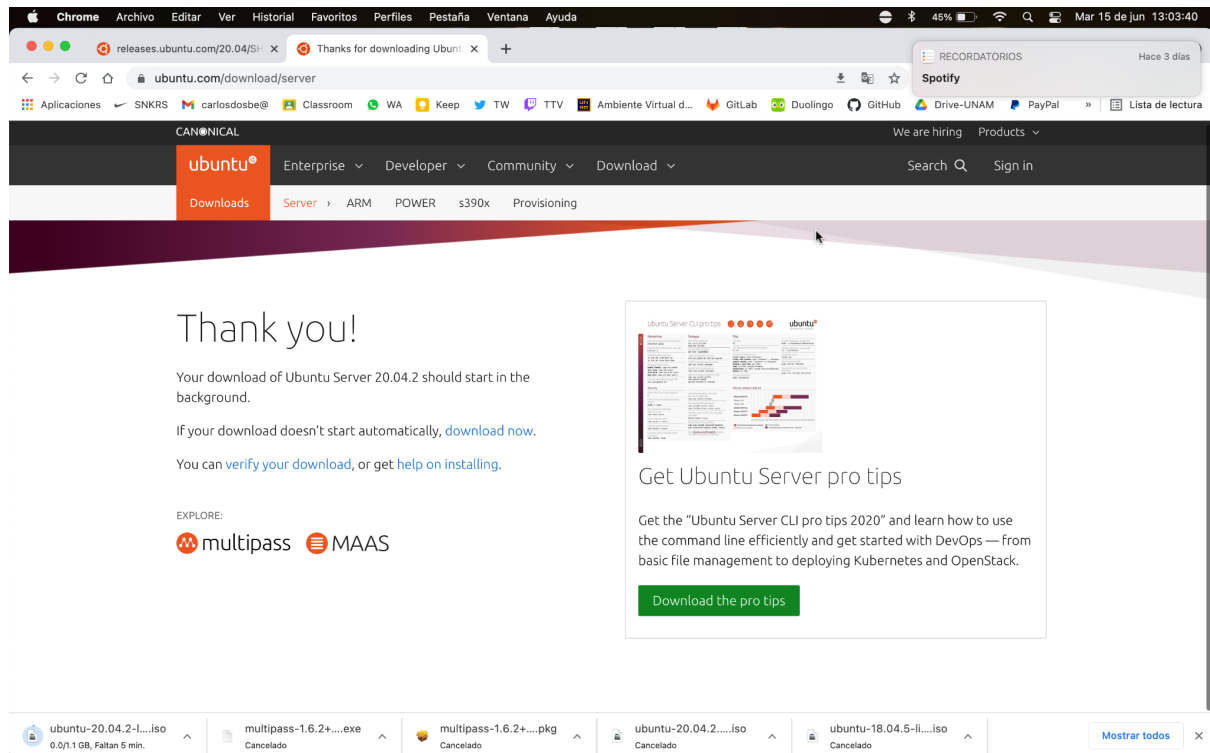 Chrome Archivo Editar Ver Historial Favoritos Perfiles Pestaña Ventana Ayuda 45% Mar 15 de jun 13:03:40
releases.ubuntu.com/20.04/SH Thanks for downloading Ubunt
RECORDATORIOS Hace 3 días
Spotify
ubuntu.com/download/server
Aplicaciones SNKRS carlosdosbe@ Classroom WA Keep TW TTV Ambiente Virtual d... GitLab Duolingo GitHub Drive-UNAM PayPal » Lista de lectura
CANONICAL We are hiring Products
ubuntu Enterprise Developer Community Download Search Sign in
Downloads Server › ARM POWER s390x Provisioning
Thank you!
Your download of Ubuntu Server 20.04.2 should start in the
background.
If your download doesn't start automatically, download now.
You can verify your download, or get help on installing.
EXPLORE:
multipass MAAS
Ubuntu Server CLI pro tips ubuntu
Get Ubuntu Server pro tips
Get the “Ubuntu Server CLI pro tips 2020” and learn how to use
the command line efficiently and get started with DevOps — from
basic file management to deploying Kubernetes and OpenStack.
Download the pro tips
ubuntu-20.04.2-l....iso multipass-1.6.2+....exe multipass-1.6.2+....pkg ubuntu-20.04.2.....iso ubuntu-18.04.5-li....iso Mostrar todos
0.0/1.1 GB, Faltan 5 min. Cancelado Cancelado Cancelado Cancelado